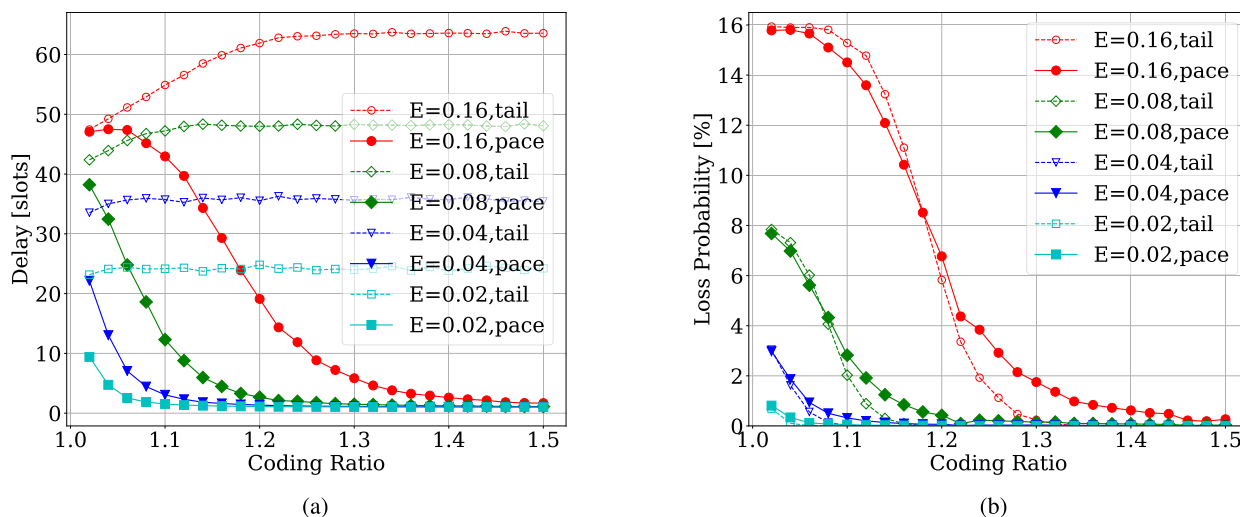 60
50
40
30
20
10
0
1.0
1.1
1.2
1.3
1.4
1.5
Delay [slots]
Coding Ratio
E=0.16,tail
E=0.16,pace
E=0.08,tail
E=0.08,pace
E=0.04,tail
E=0.04,pace
E=0.02,tail
E=0.02,pace
(a)
16
14
12
10
8
6
4
2
0
1.0
1.1
1.2
1.3
1.4
1.5
Loss Probability [%]
Coding Ratio
E=0.16,tail
E=0.16,pace
E=0.08,tail
E=0.08,pace
E=0.04,tail
E=0.04,pace
E=0.02,tail
E=0.02,pace
(b)